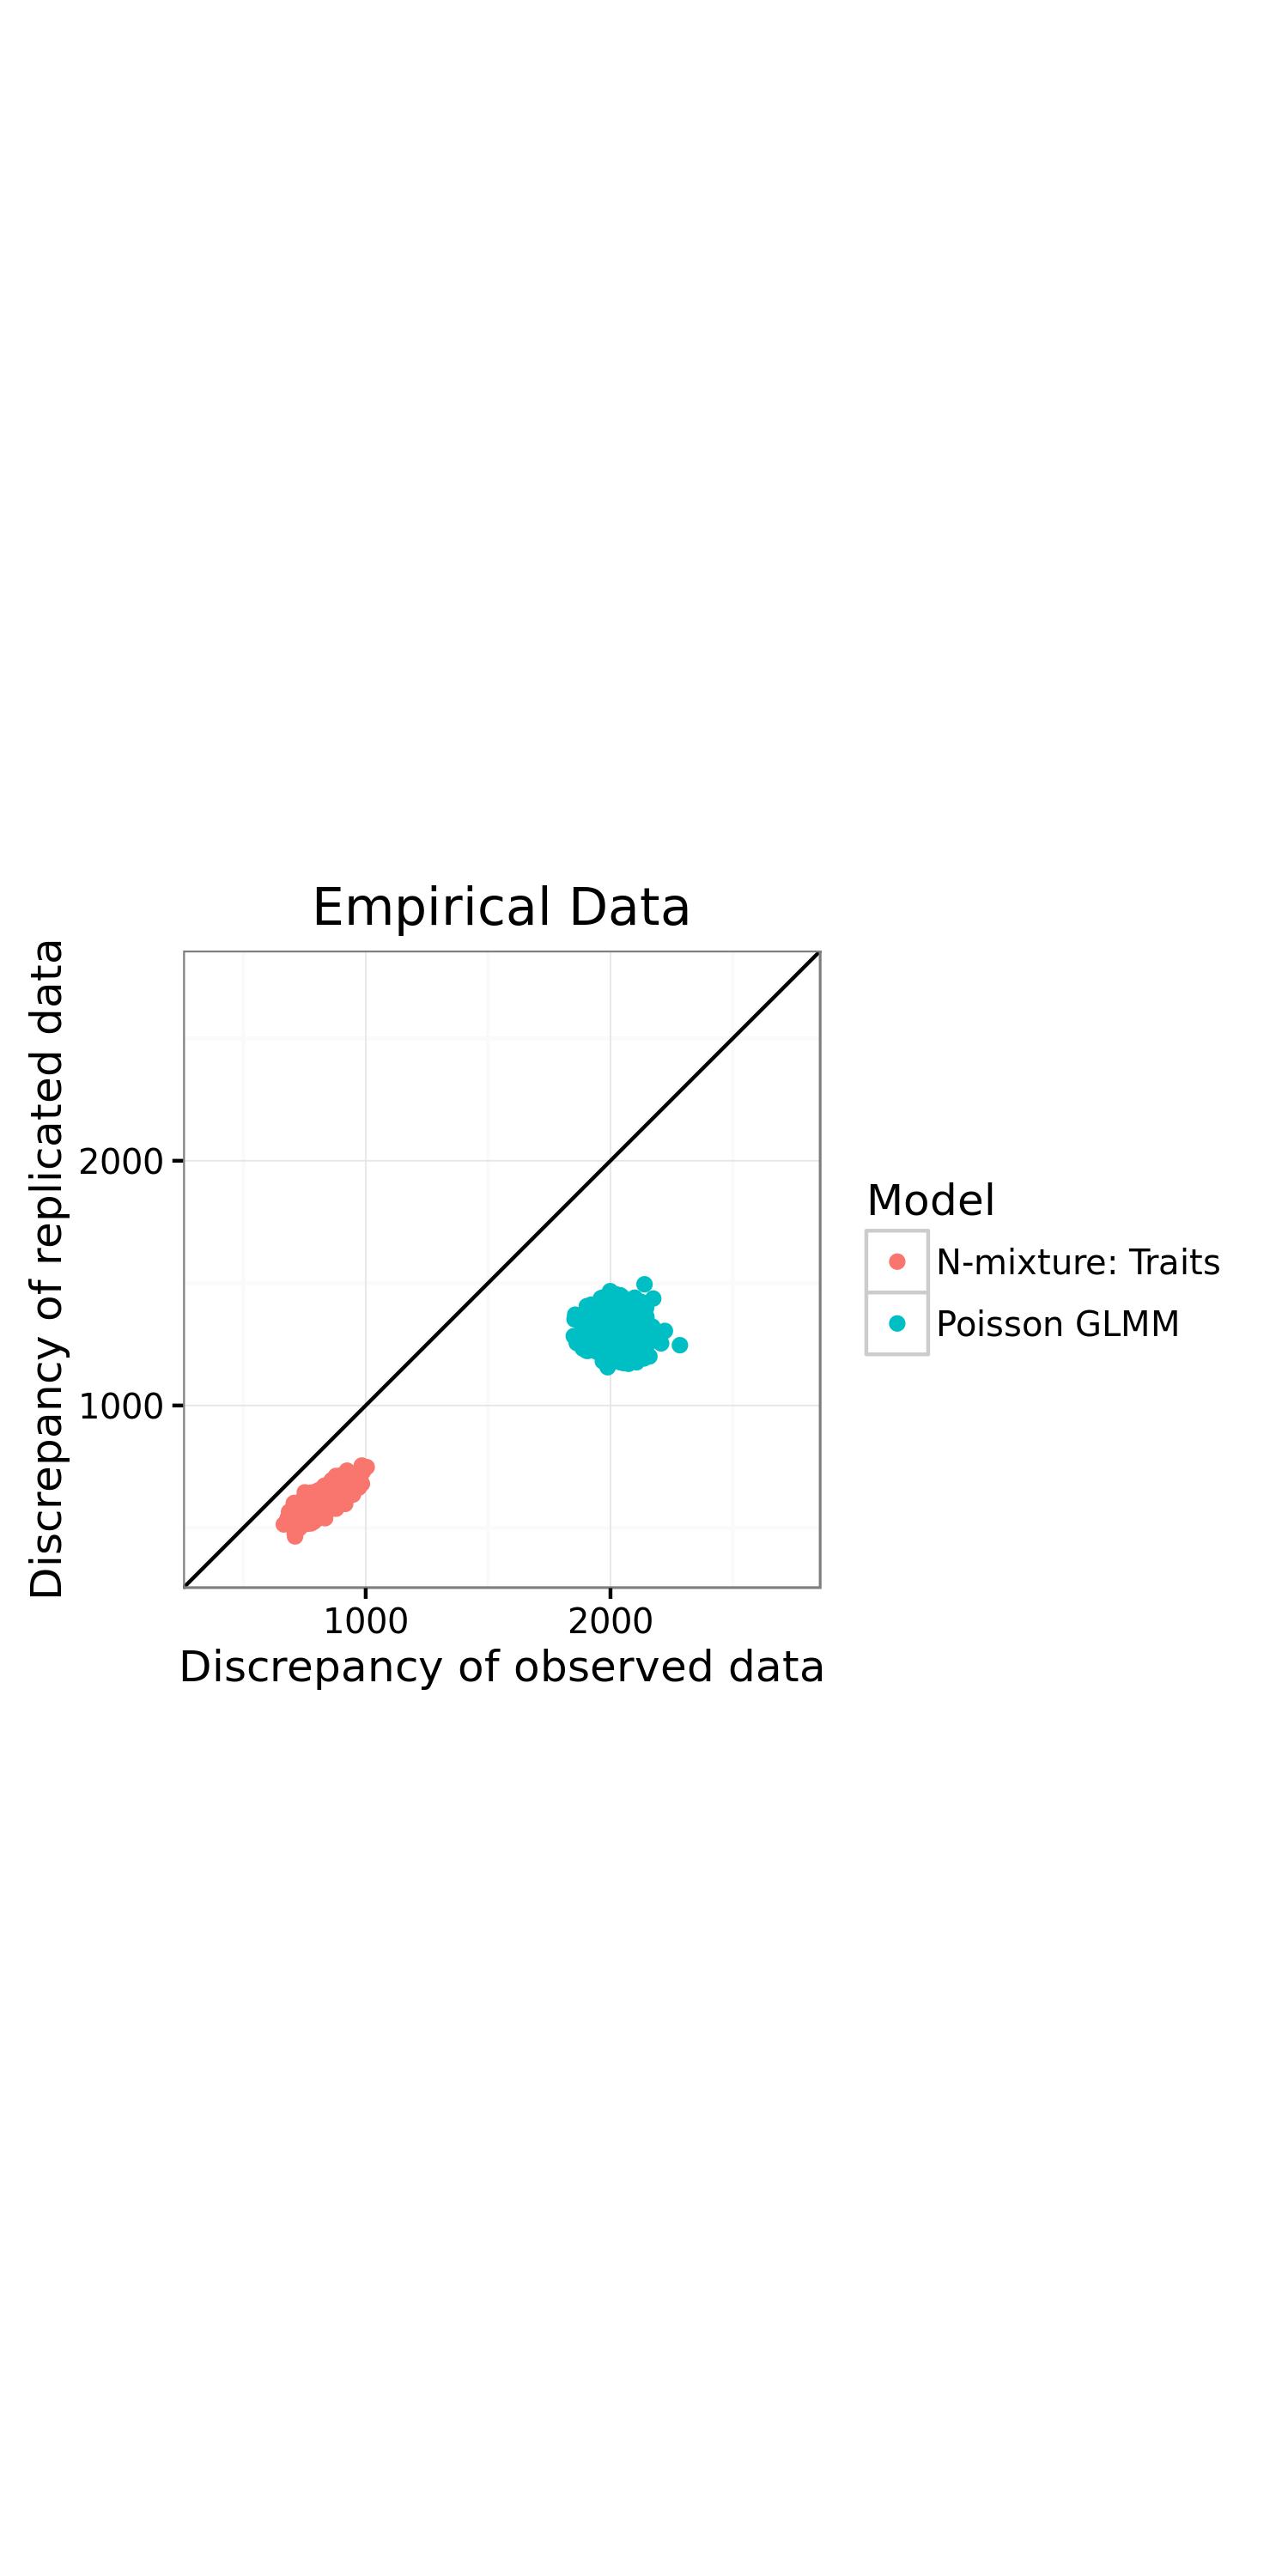 Empirical Data
Discrepancy of replicated data
2000
1000
1000 2000
Discrepancy of observed data
Model
N-mixture: Traits
Poisson GLMM